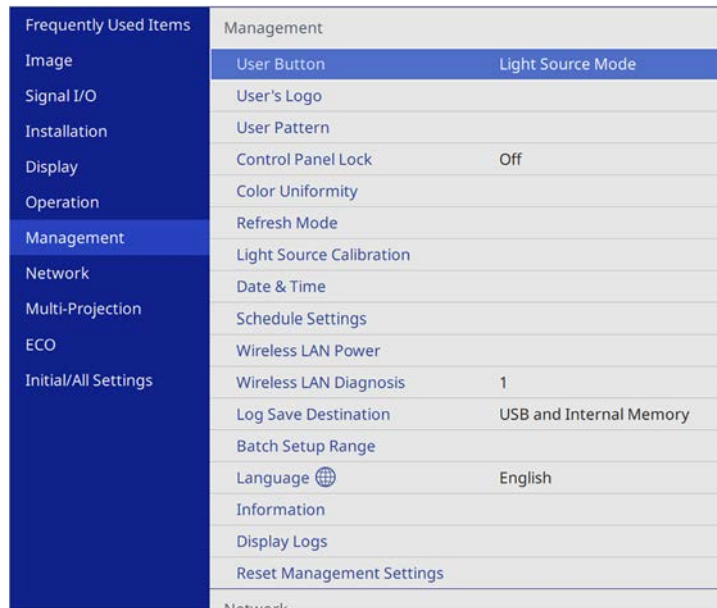 Frequently Used Items
Image
Signal I/O
Installation
Display
Operation
Management
Network
Multi-Projection
ECO
Initial/All Settings
Management
User Button Light Source Mode
User's Logo
User Pattern
Control Panel Lock Off
Color Uniformity
Refresh Mode
Light Source Calibration
Date & Time
Schedule Settings
Wireless LAN Power
Wireless LAN Diagnosis 1
Log Save Destination USB and Internal Memory
Batch Setup Range
Language English
Information
Display Logs
Reset Management Settings
Network